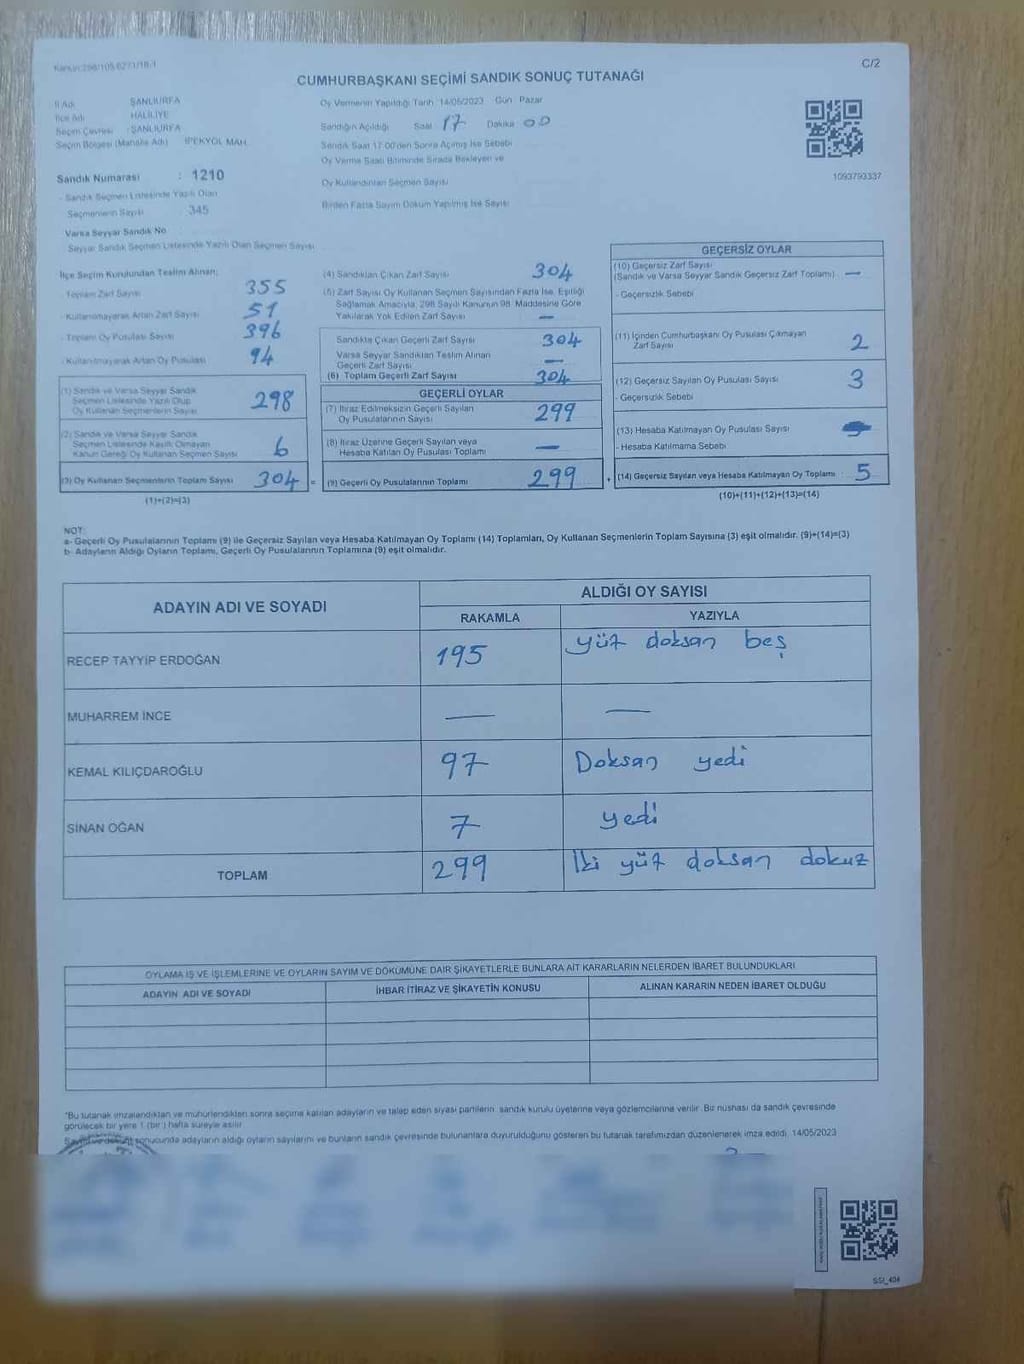 Kanun:298/105 6271/18-1
C/2
CUMHURBAŞKANI SEÇİMİ SANDIK SONUÇ TUTANAĞI
İl Adı : ŞANLIURFA
İlçe Adı : HALİLİYE
Seçim Çevresi : ŞANLIURFA
Seçim Bölgesi (Mahalle Adı) : İPEKYOL MAH.
Sandık Numarası : 1210
- Sandık Seçmen Listesinde Yazılı Olan
Seçmenlerin Sayısı : 345
Varsa Seyyar Sandık No
Seyyar Sandık Seçmen Listesinde Yazılı Olan Seçmen Sayısı
Oy Vermenin Yapıldığı Tarih :14/05/2023 Gün : Pazar
Sandığın Açıldığı Saat 17 Dakika 00
Sandık Saat 17.00'den Sonra Açılmış İse Sebebi
Oy Verme Saati Bitiminde Sırada Bekleyen ve
Oy Kullandırılan Seçmen Sayısı
Birden Fazla Sayım Döküm Yapılmış İse Sayısı
1093793337
İlçe Seçim Kurulundan Teslim Alınan;
- Toplam Zarf Sayısı 355
- Kullanılmayarak Artan Zarf Sayısı 51
- Toplam Oy Pusulası Sayısı 396
- Kullanılmayarak Artan Oy Pusulası 94
(1) Sandık ve Varsa Seyyar Sandık
Seçmen Listesinde Yazılı Olup
Oy Kullanan Seçmenlerin Sayısı 298
(2) Sandık ve Varsa Seyyar Sandık
Seçmen Listesinde Kayıtlı Olmayan
Kanun Gereği Oy Kullanan Seçmen Sayısı 6
(3) Oy Kullanan Seçmenlerin Toplam Sayısı 304 =
(1)+(2)=(3)
(4) Sandıktan Çıkan Zarf Sayısı 304
(5) Zarf Sayısı Oy Kullanan Seçmen Sayısından Fazla İse, Eşitliği
Sağlamak Amacıyla, 298 Sayılı Kanunun 98. Maddesine Göre
Yakılarak Yok Edilen Zarf Sayısı —
Sandıkta Çıkan Geçerli Zarf Sayısı 304
Varsa Seyyar Sandıktan Teslim Alınan
Geçerli Zarf Sayısı —
(6) Toplam Geçerli Zarf Sayısı 304
GEÇERLİ OYLAR
(7) İtiraz Edilmeksizin Geçerli Sayılan
Oy Pusulalarının Sayısı 299
(8) İtiraz Üzerine Geçerli Sayılan veya
Hesaba Katılan Oy Pusulası Toplamı —
(9) Geçerli Oy Pusulalarının Toplamı 299 +
GEÇERSİZ OYLAR
(10) Geçersiz Zarf Sayısı
(Sandık ve Varsa Seyyar Sandık Geçersiz Zarf Toplamı) —
- Geçersizlik Sebebi
(11) İçinden Cumhurbaşkanı Oy Pusulası Çıkmayan
Zarf Sayısı 2
(12) Geçersiz Sayılan Oy Pusulası Sayısı 3
- Geçersizlik Sebebi
(13) Hesaba Katılmayan Oy Pusulası Sayısı
- Hesaba Katılmama Sebebi
(14) Geçersiz Sayılan veya Hesaba Katılmayan Oy Toplamı : 5
(10)+(11)+(12)+(13)=(14)
NOT:
a- Geçerli Oy Pusulalarının Toplamı (9) ile Geçersiz Sayılan veya Hesaba Katılmayan Oy Toplamı (14) Toplamları, Oy Kullanan Seçmenlerin Toplam Sayısına (3) eşit olmalıdır. (9)+(14)=(3)
b- Adayların Aldığı Oyların Toplamı, Geçerli Oy Pusulalarının Toplamına (9) eşit olmalıdır.
ADAYIN ADI VE SOYADI
ALDIĞI OY SAYISI
RAKAMLA YAZIYLA
RECEP TAYYİP ERDOĞAN 195 yüz doksan beş
MUHARREM İNCE — —
KEMAL KILIÇDAROĞLU 97 Doksan yedi
SİNAN OĞAN 7 yedi
TOPLAM 299 İki yüz doksan dokuz
OYLAMA İŞ VE İŞLEMLERİNE VE OYLARIN SAYIM VE DÖKÜMÜNE DAİR ŞİKAYETLERLE BUNLARA AİT KARARLARIN NELERDEN İBARET BULUNDUKLARI
ADAYIN ADI VE SOYADI İHBAR İTİRAZ VE ŞİKAYETİN KONUSU ALINAN KARARIN NEDEN İBARET OLDUĞU
*Bu tutanak imzalandıktan ve mühürlendikten sonra seçime katılan adayların ve talep eden siyasi partilerin sandık kurulu üyelerine veya gözlemcilerine verilir. Bir nüshası da sandık çevresinde
görülecek bir yere 1 (bir) hafta süreyle asılır.
sonucunda adayların aldığı oyların sayılarını ve bunların sandık çevresinde bulunanlara duyurulduğunu gösteren bu tutanak tarafımızdan düzenlenerek imza edildi. 14/05/2023
SSI_404